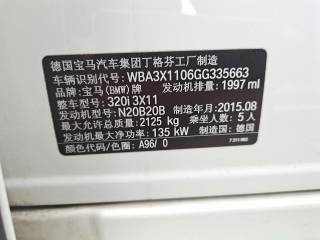 德国宝马汽车集团丁格芬工厂制造
车辆识别代号: WBA3X1106GG335663
品牌: 宝马(BMW)牌 发动机排量: 1997 ml
整车型号: 320i 3X11
发动机型号: N20B20B 制造年月: 2015.08
最大允许总质量: 2125 kg 乘坐人数: 5人
发动机最大净功率: 135 kW 制造国: 德国
颜色代码/色圈: A96/ 0